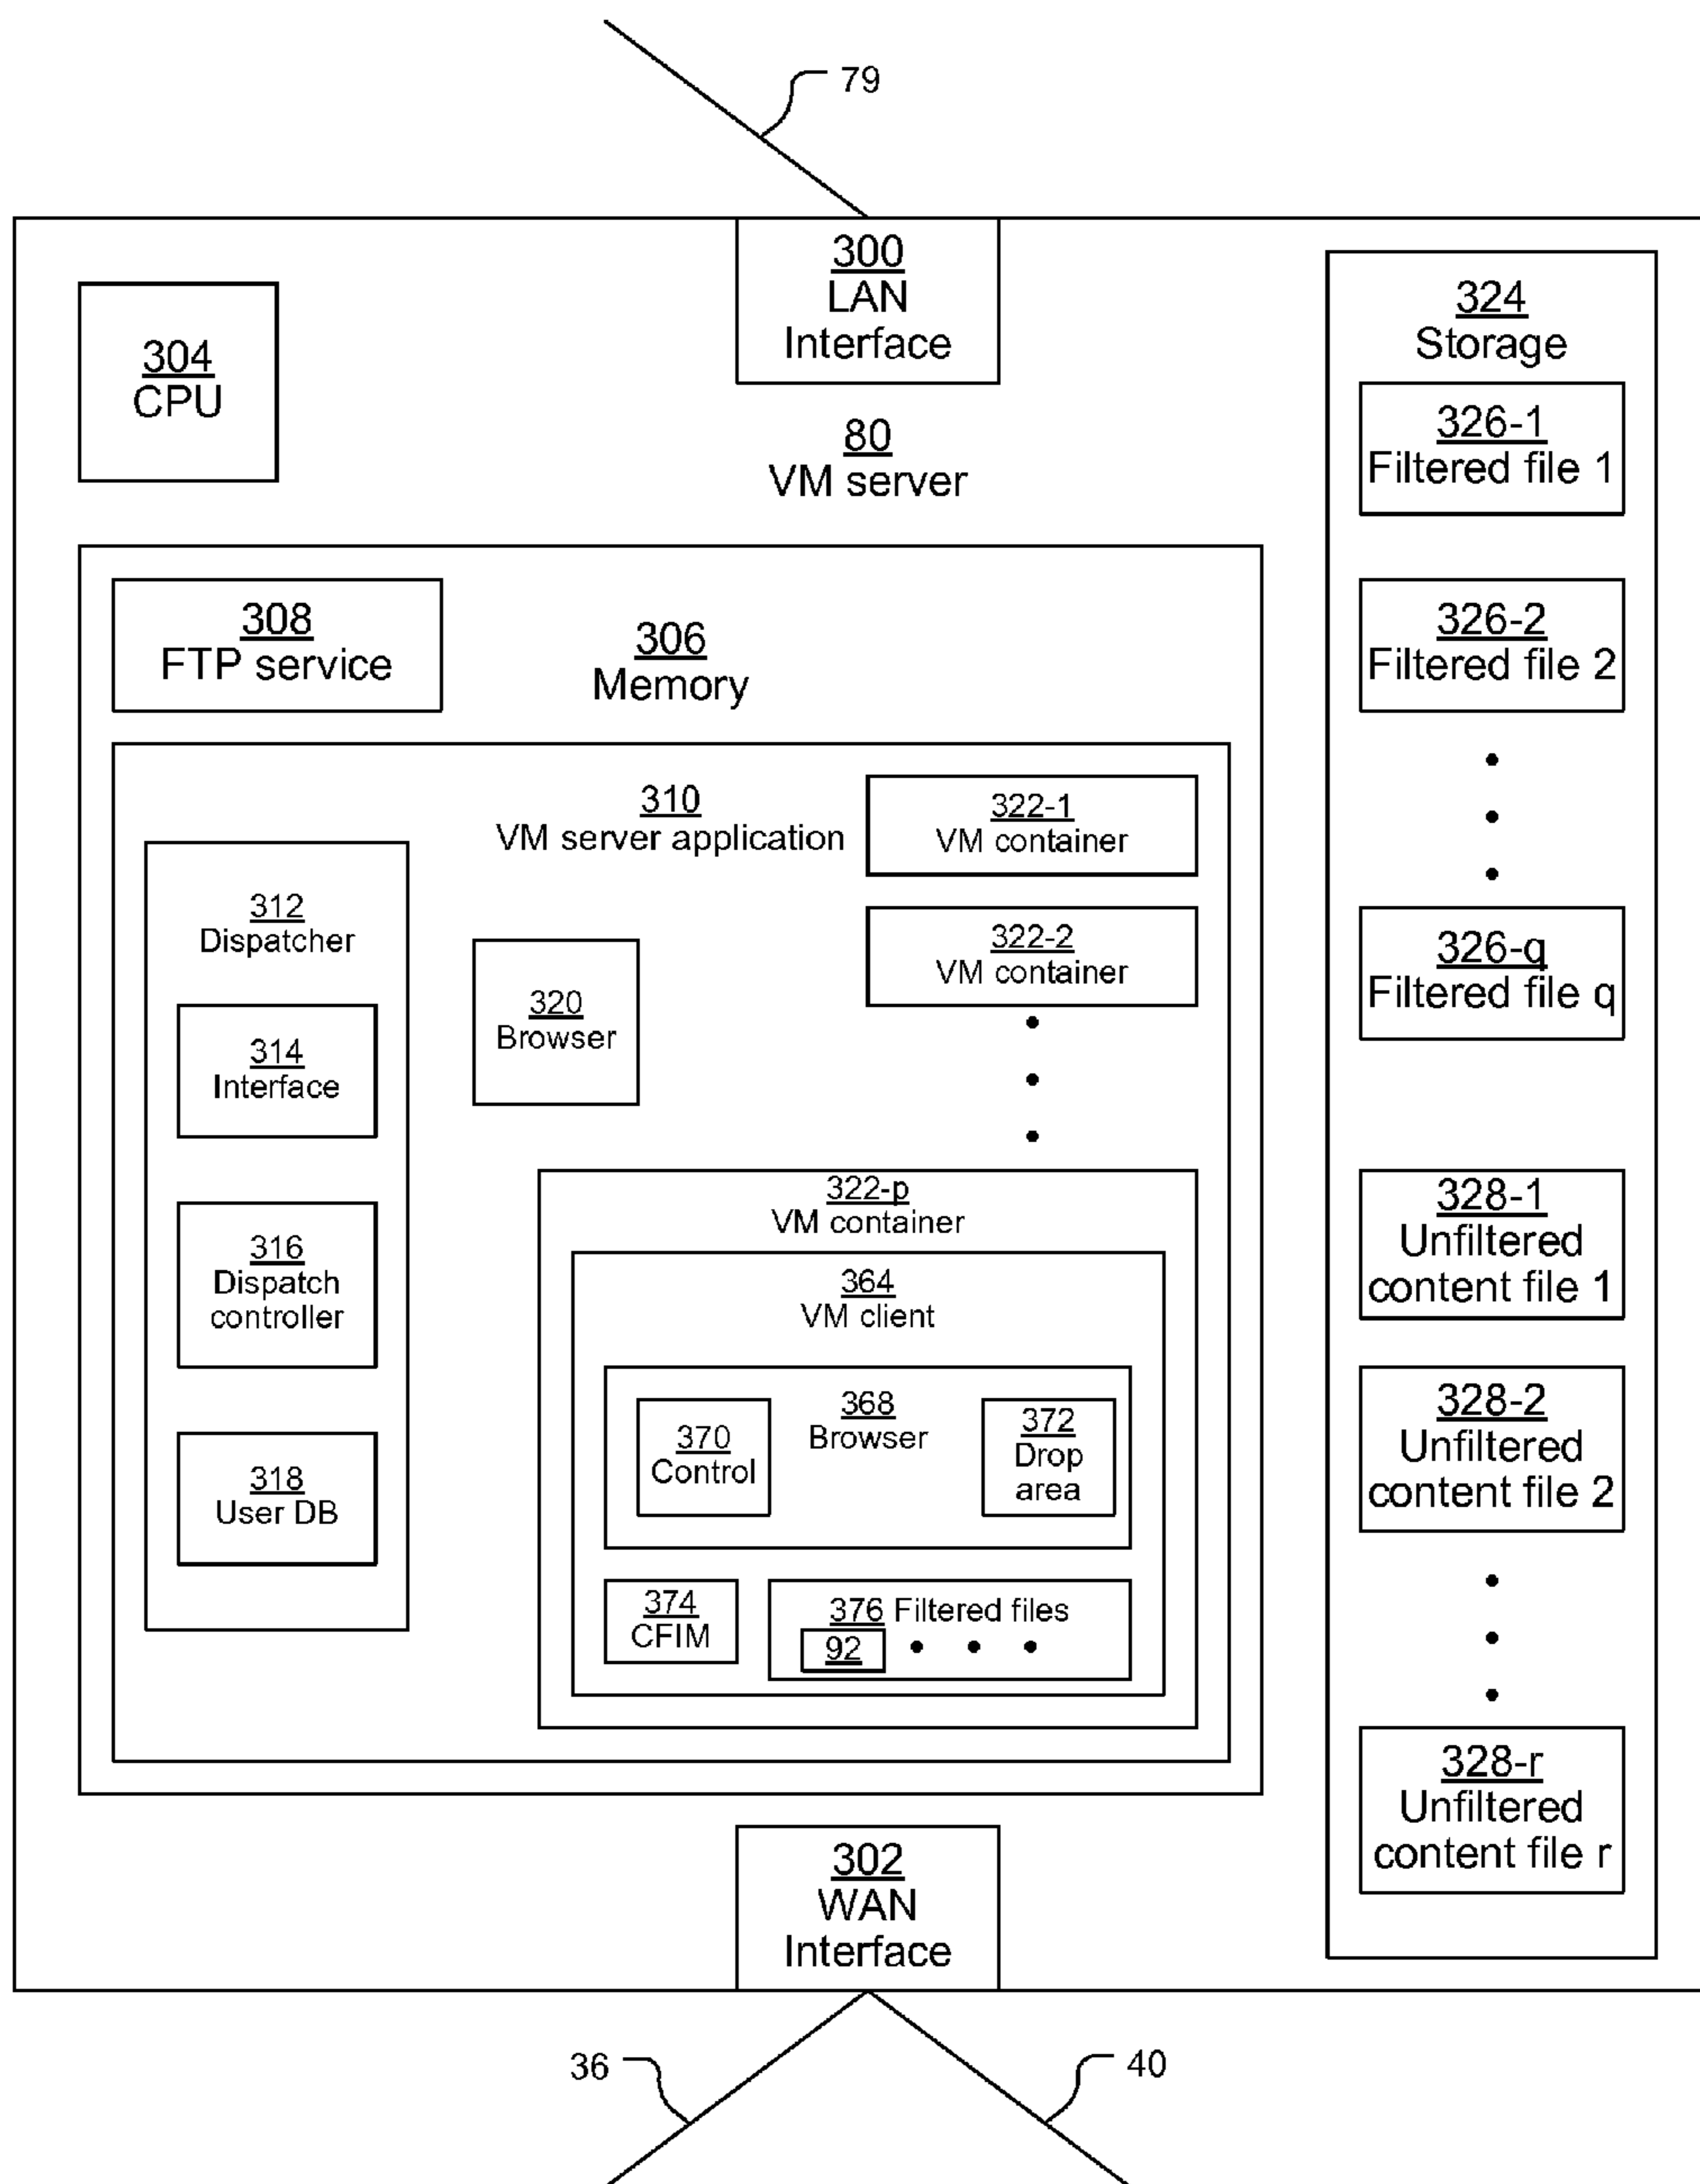 79
300
LAN
Interface
304
CPU
80
VM server
324
Storage
326-1
Filtered file 1
326-2
Filtered file 2
326-q
Filtered file q
328-1
Unfiltered
content file 1
328-2
Unfiltered
content file 2
328-r
Unfiltered
content file r
308
FTP service
306
Memory
310
VM server application
322-1
VM container
322-2
VM container
312
Dispatcher
314
Interface
316
Dispatch
controller
318
User DB
320
Browser
322-p
VM container
364
VM client
368
Browser
370
Control
372
Drop
area
374
CFIM
376 Filtered files
92
302
WAN
Interface
36
40